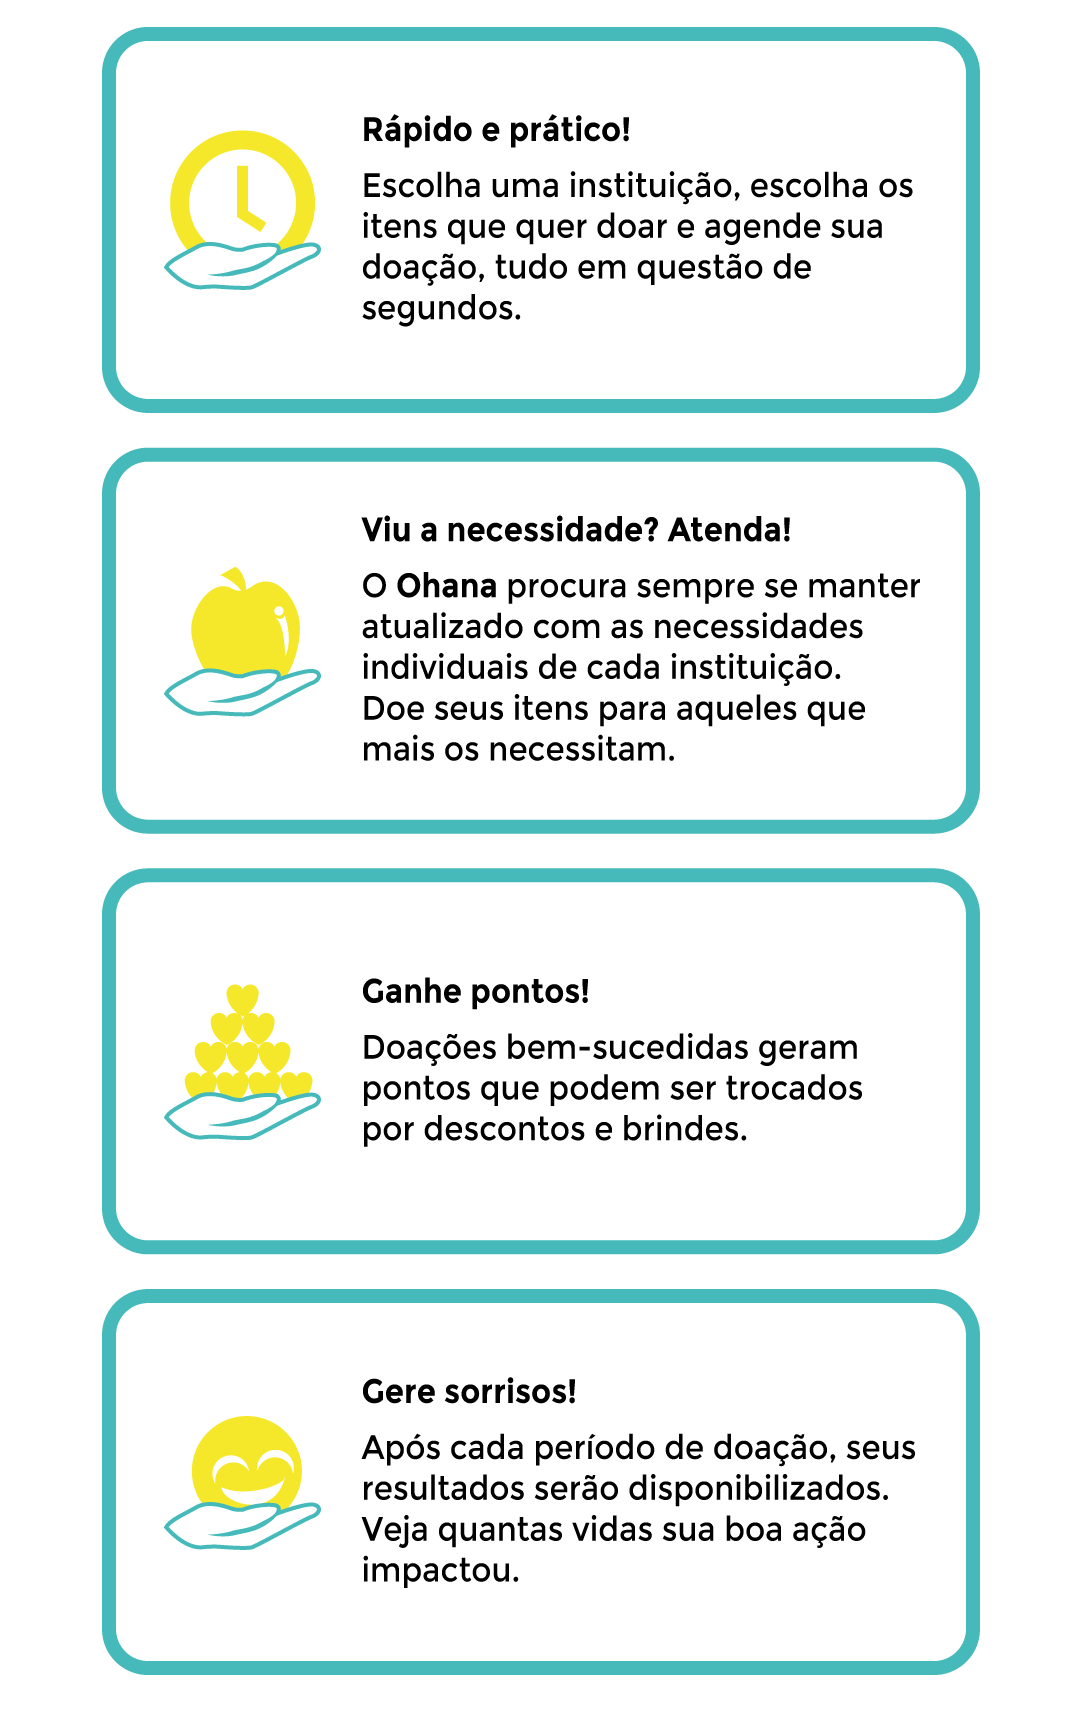 Rápido e prático!
Escolha uma instituição, escolha os
itens que quer doar e agende sua
doação, tudo em questão de
segundos.
Viu a necessidade? Atenda!
O Ohana procura sempre se manter
atualizado com as necessidades
individuais de cada instituição.
Doe seus itens para aqueles que
mais os necessitam.
Ganhe pontos!
Doações bem-sucedidas geram
pontos que podem ser trocados
por descontos e brindes.
Gere sorrisos!
Após cada período de doação, seus
resultados serão disponibilizados.
Veja quantas vidas sua boa ação
impactou.